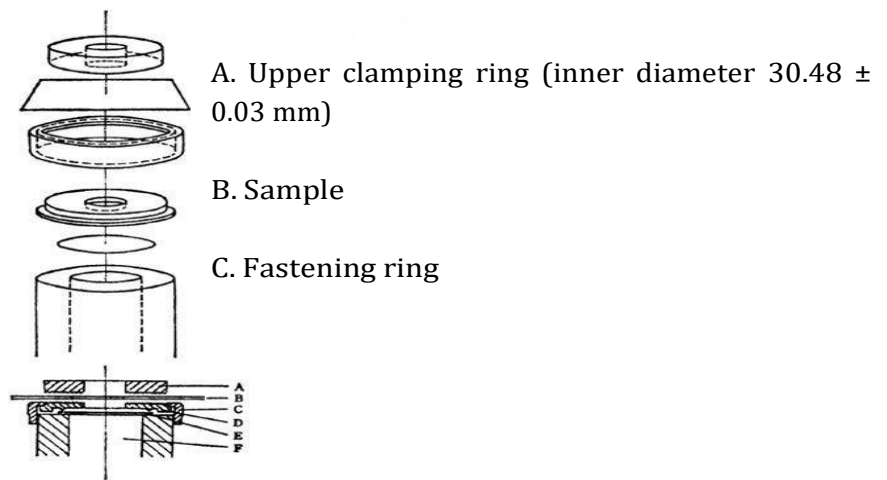 A. Upper clamping ring (inner diameter 30.48 ±
0.03 mm)
B. Sample
C. Fastening ring
A
B
C
D
E
F